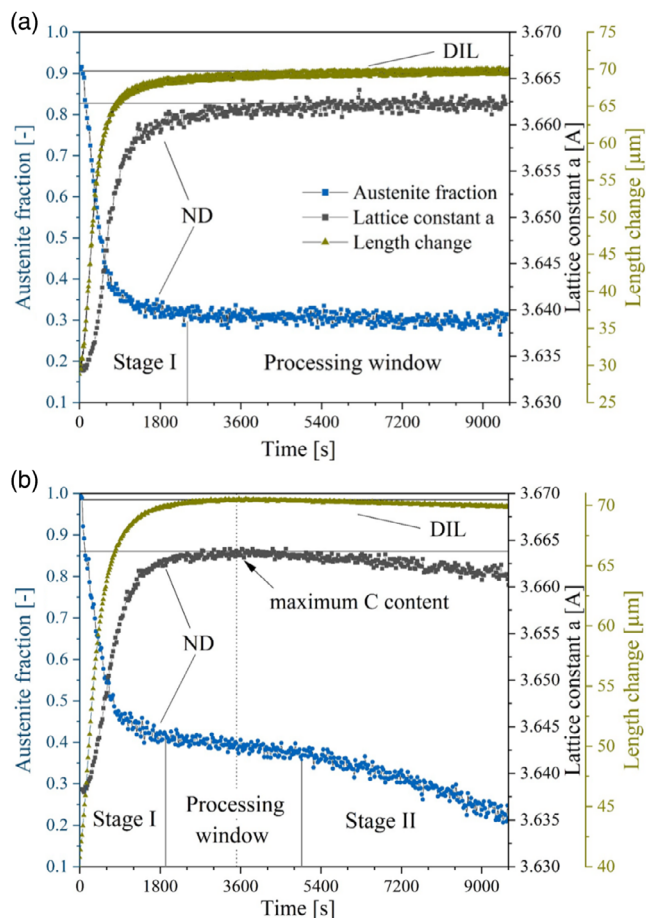 (a)
DIL
ND
Austenite fraction
Lattice constant a
Length change
Stage I
Processing window
Austenite fraction [-]
1.0
0.9
0.8
0.7
0.6
0.5
0.4
0.3
0.2
0.1
3.670
3.665
3.660
3.655
3.650
3.645
3.640
3.635
3.630
Lattice constant a [A]
75
70
65
60
55
50
45
40
35
30
25
Length change [µm]
0
1800
3600
5400
7200
9000
Time [s]
(b)
DIL
maximum C content
ND
Stage I
Processing
window
Stage II
Austenite fraction [-]
1.0
0.9
0.8
0.7
0.6
0.5
0.4
0.3
0.2
0.1
3.670
3.665
3.660
3.655
3.650
3.645
3.640
3.635
3.630
Lattice constant a [A]
70
65
60
55
50
45
40
Length change [µm]
0
1800
3600
5400
7200
9000
Time [s]